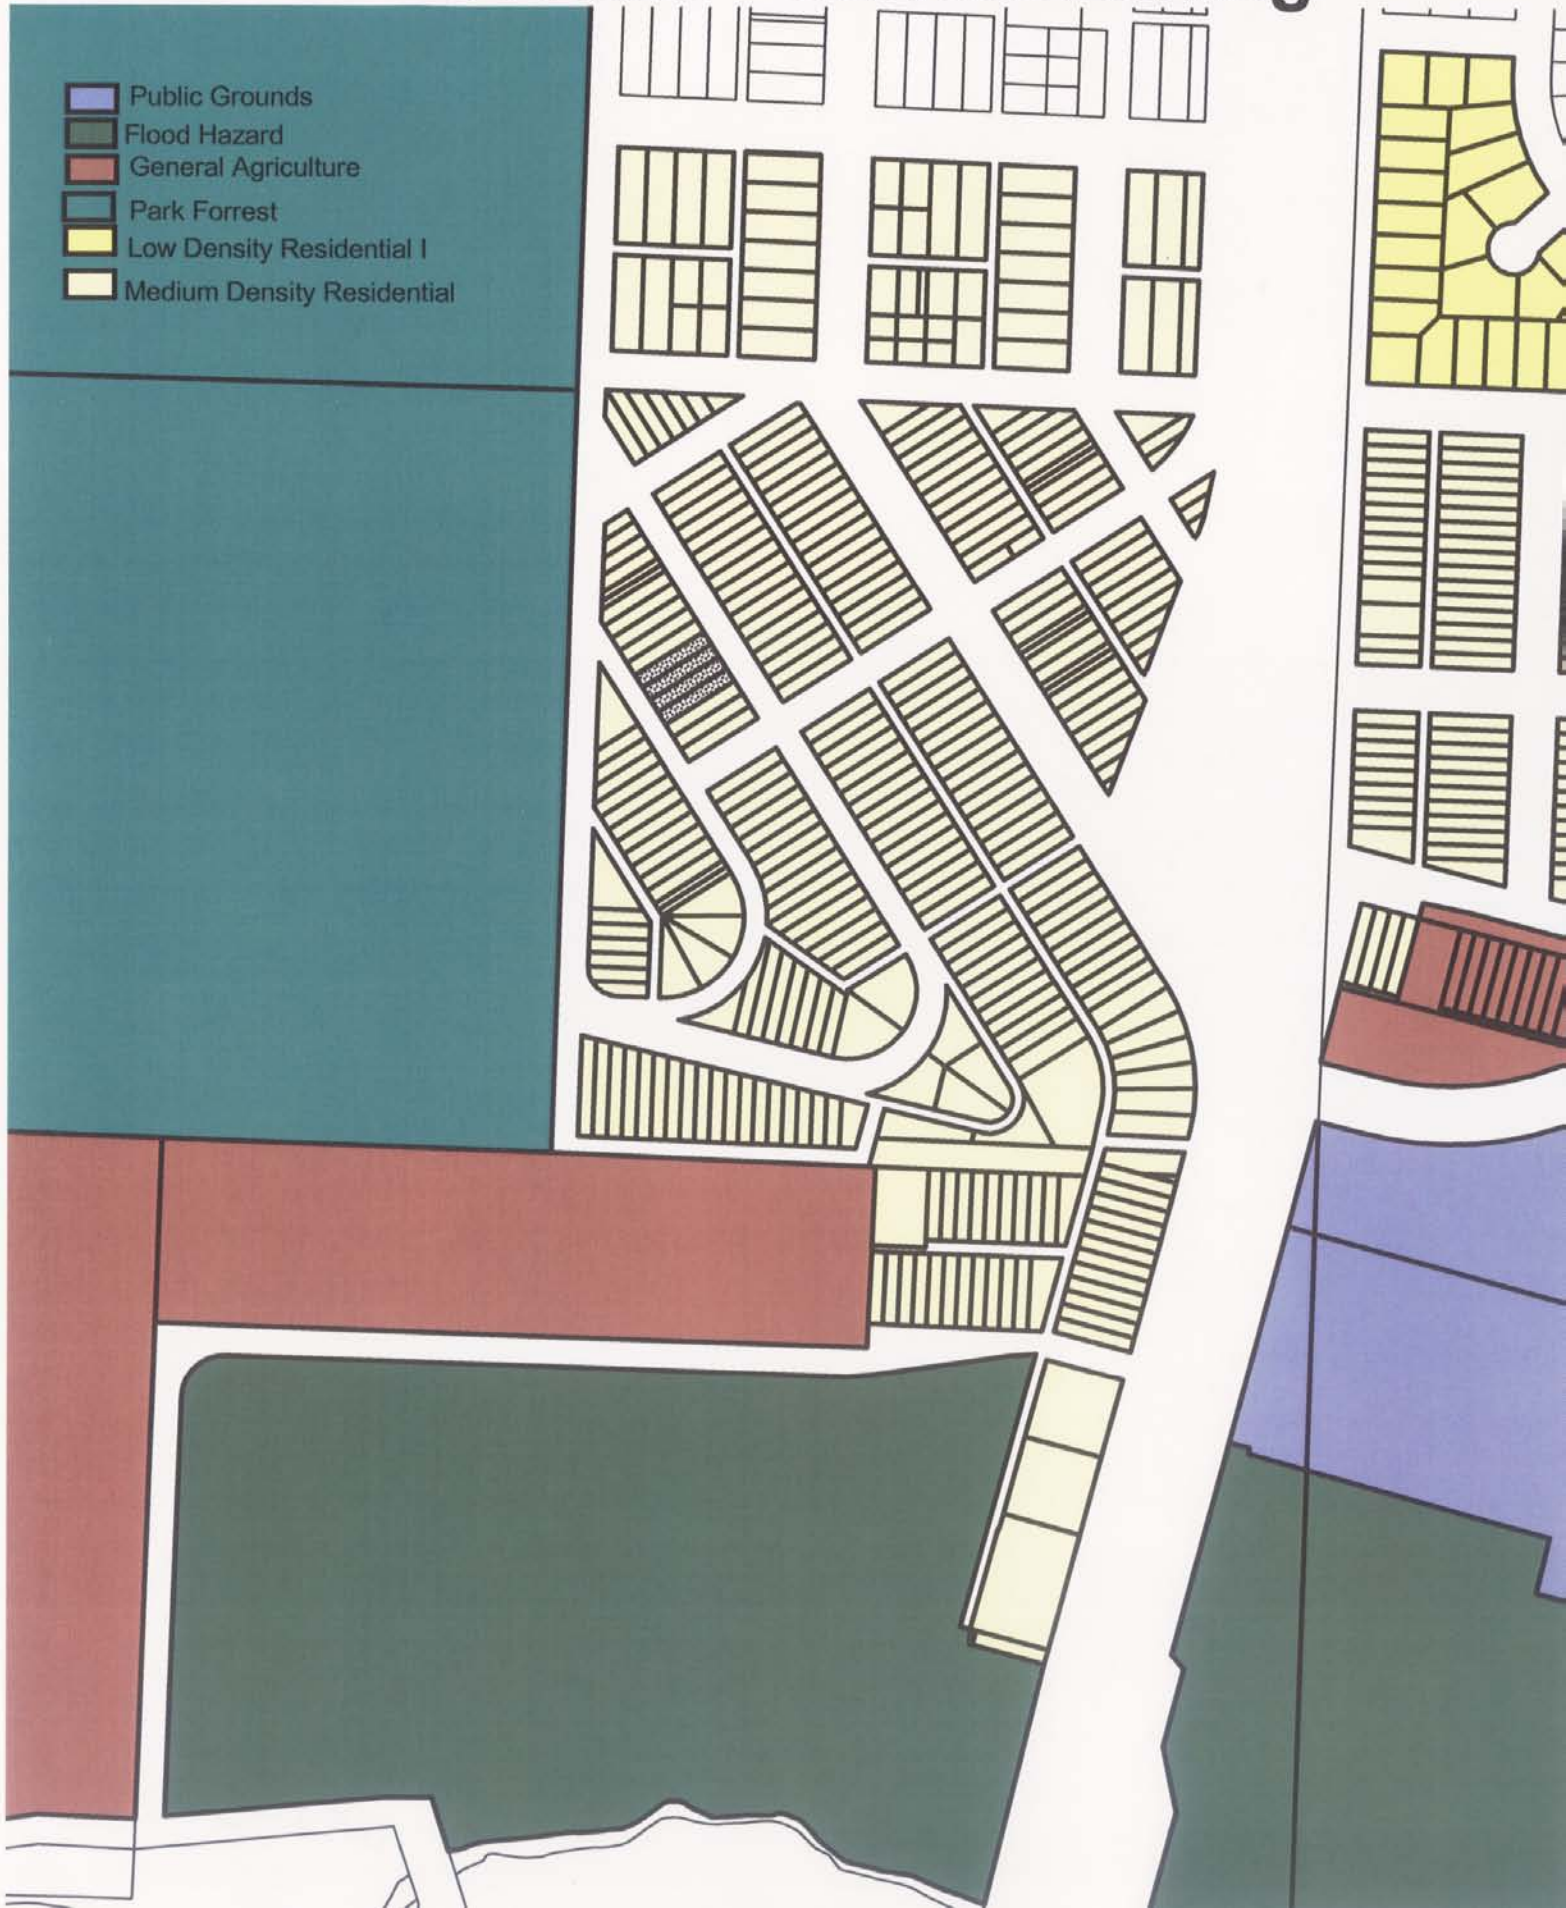 Public Grounds
Flood Hazard
General Agriculture
Park Forrest
Low Density Residential I
Medium Density Residential